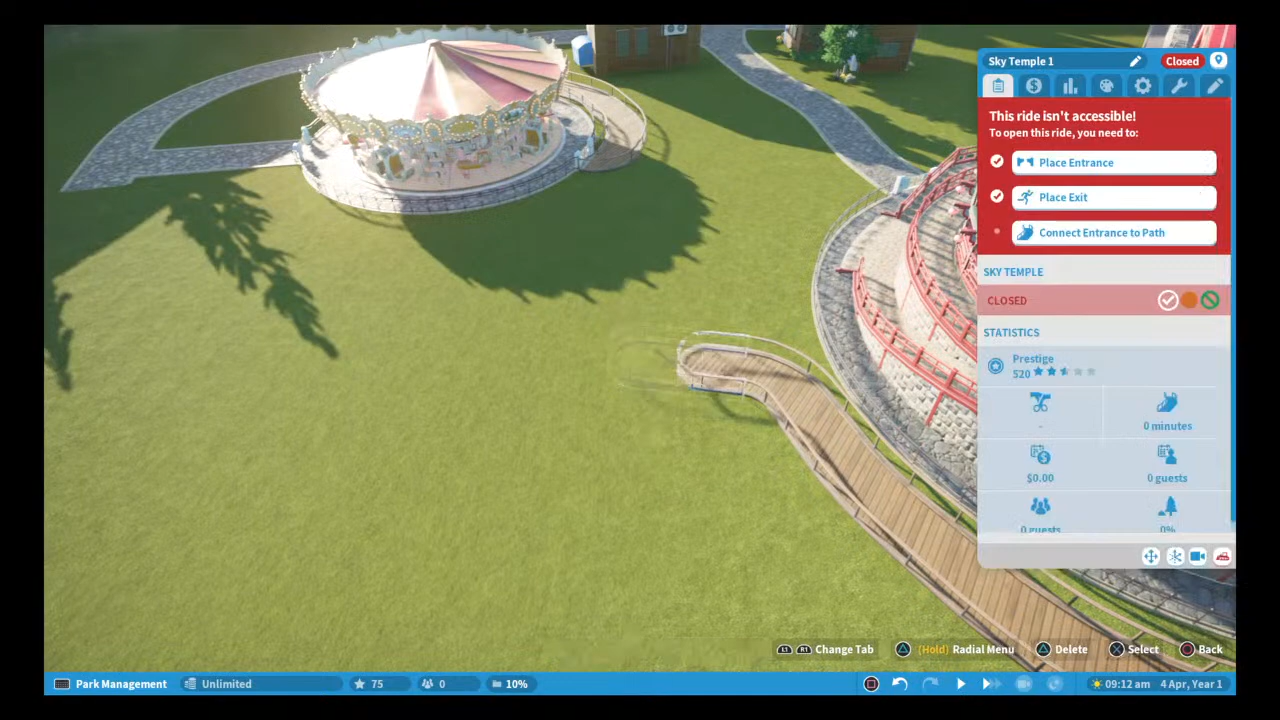 Sky Temple 1
Closed
This ride isn't accessible!
To open this ride, you need to:
Place Entrance
Place Exit
Connect Entrance to Path
SKY TEMPLE
CLOSED
STATISTICS
Prestige
520
-
0 minutes
$0.00
0 guests
0 guests
0%
L1 R1 Change Tab (Hold) Radial Menu Delete Select Back
Park Management Unlimited 75 0 10% 09:12 am 4 Apr, Year 1